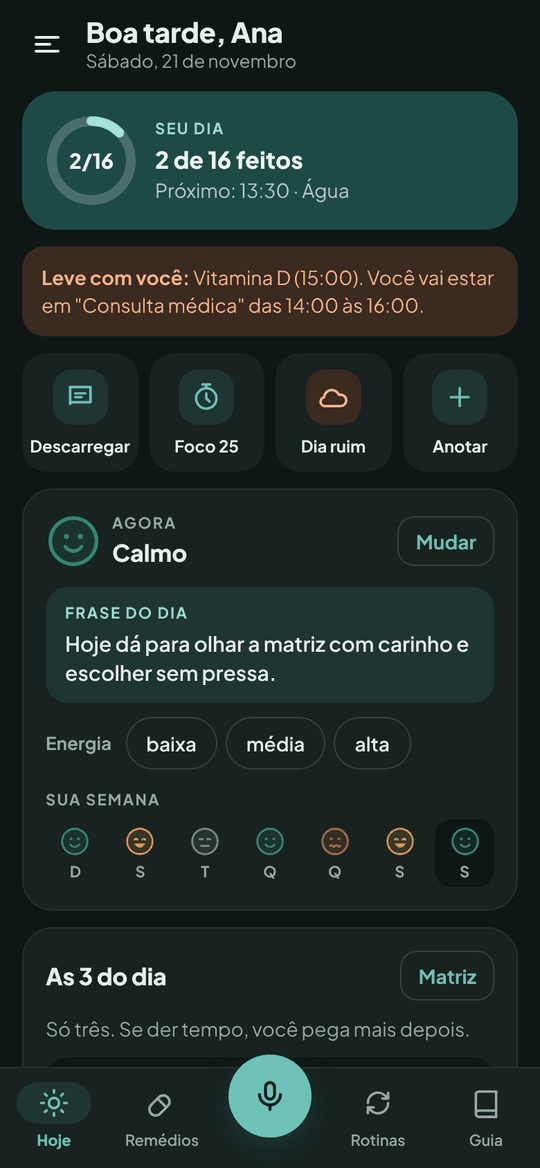 Boa tarde, Ana
Sábado, 21 de novembro
2/16
SEU DIA
2 de 16 feitos
Próximo: 13:30 · Água
Leve com você: Vitamina D (15:00). Você vai estar
em "Consulta médica" das 14:00 às 16:00.
Descarregar
Foco 25
Dia ruim
Anotar
AGORA
Calmo
Mudar
FRASE DO DIA
Hoje dá para olhar a matriz com carinho e
escolher sem pressa.
Energia
baixa
média
alta
SUA SEMANA
D
S
T
Q
Q
S
S
As 3 do dia
Matriz
Só três. Se der tempo, você pega mais depois.
Hoje
Remédios
Rotinas
Guia